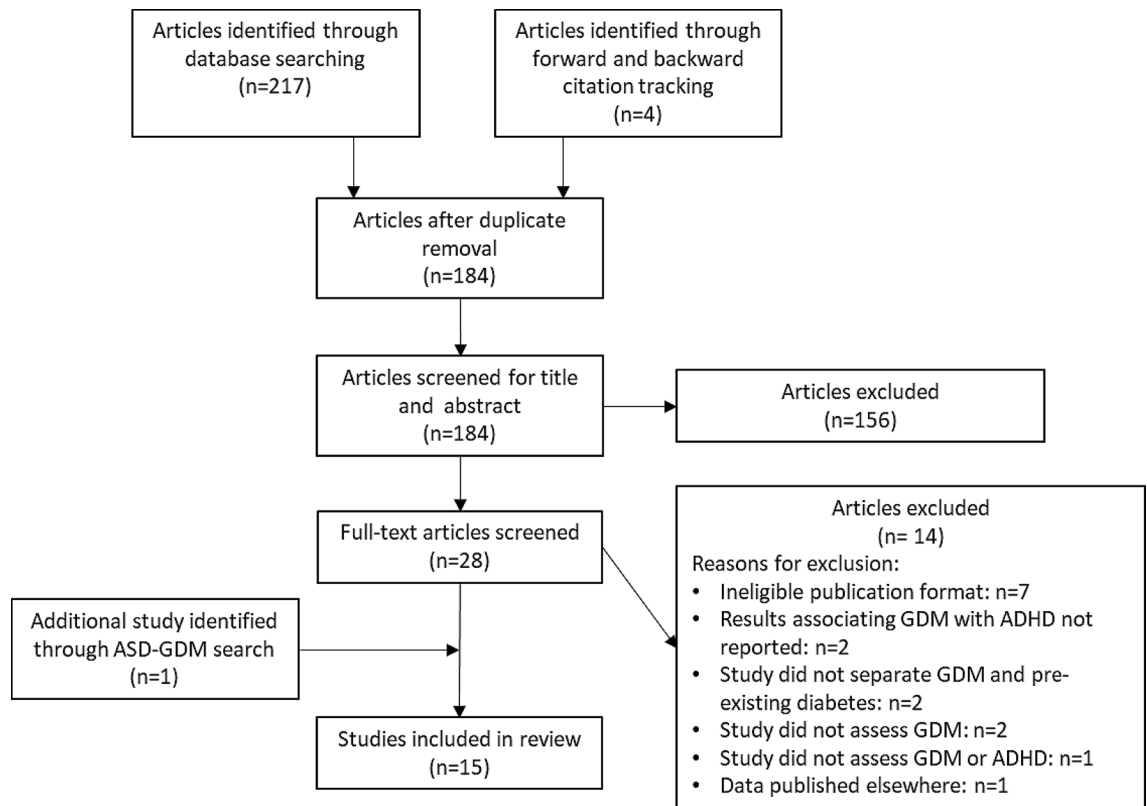 Articles identified through
database searching
(n=217)
Articles identified through
forward and backward
citation tracking
(n=4)
Articles after duplicate
removal
(n=184)
Articles screened for title
and abstract
(n=184)
Articles excluded
(n=156)
Full-text articles screened
(n=28)
Articles excluded
(n= 14)
Reasons for exclusion:
• Ineligible publication format: n=7
• Results associating GDM with ADHD not
reported: n=2
• Study did not separate GDM and pre-
existing diabetes: n=2
• Study did not assess GDM: n=2
• Study did not assess GDM or ADHD: n=1
• Data published elsewhere: n=1
Additional study identified
through ASD-GDM search
(n=1)
Studies included in review
(n=15)